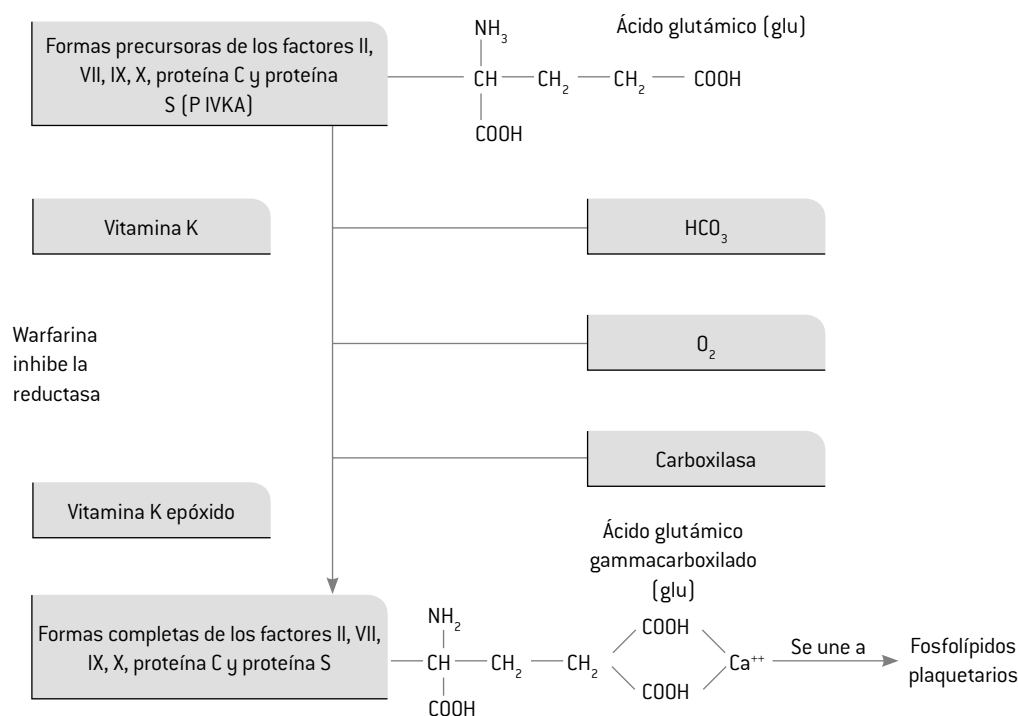 Formas precursoras de los factores II,
VII, IX, X, proteína C y proteína
S (P IVKA)
Ácido glutámico (glu)
NH3
CH — CH2 — CH2 — COOH
COOH
Vitamina K
HCO3
Warfarina
inhibe la
reductasa
O2
Carboxilasa
Vitamina K epóxido
Ácido glutámico
gammacarboxilado
(glu)
Formas completas de los factores II, VII,
IX, X, proteína C y proteína S
NH2
COOH
CH — CH2 — CH2
Ca++
Se une a
Fosfolípidos
plaquetarios
COOH
COOH